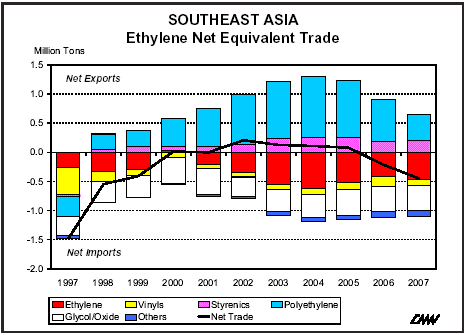 SOUTHEAST ASIA
Ethylene Net Equivalent Trade
Million Tons
1.5
Net Exports
1.0
0.5
0.0
-0.5
-1.0
-1.5
Net Imports
-2.0
1997 1998 1999 2000 2001 2002 2003 2004 2005 2006 2007
Ethylene Vinyls Styrenics Polyethylene
Glycol/Oxide Others Net Trade
CMAI